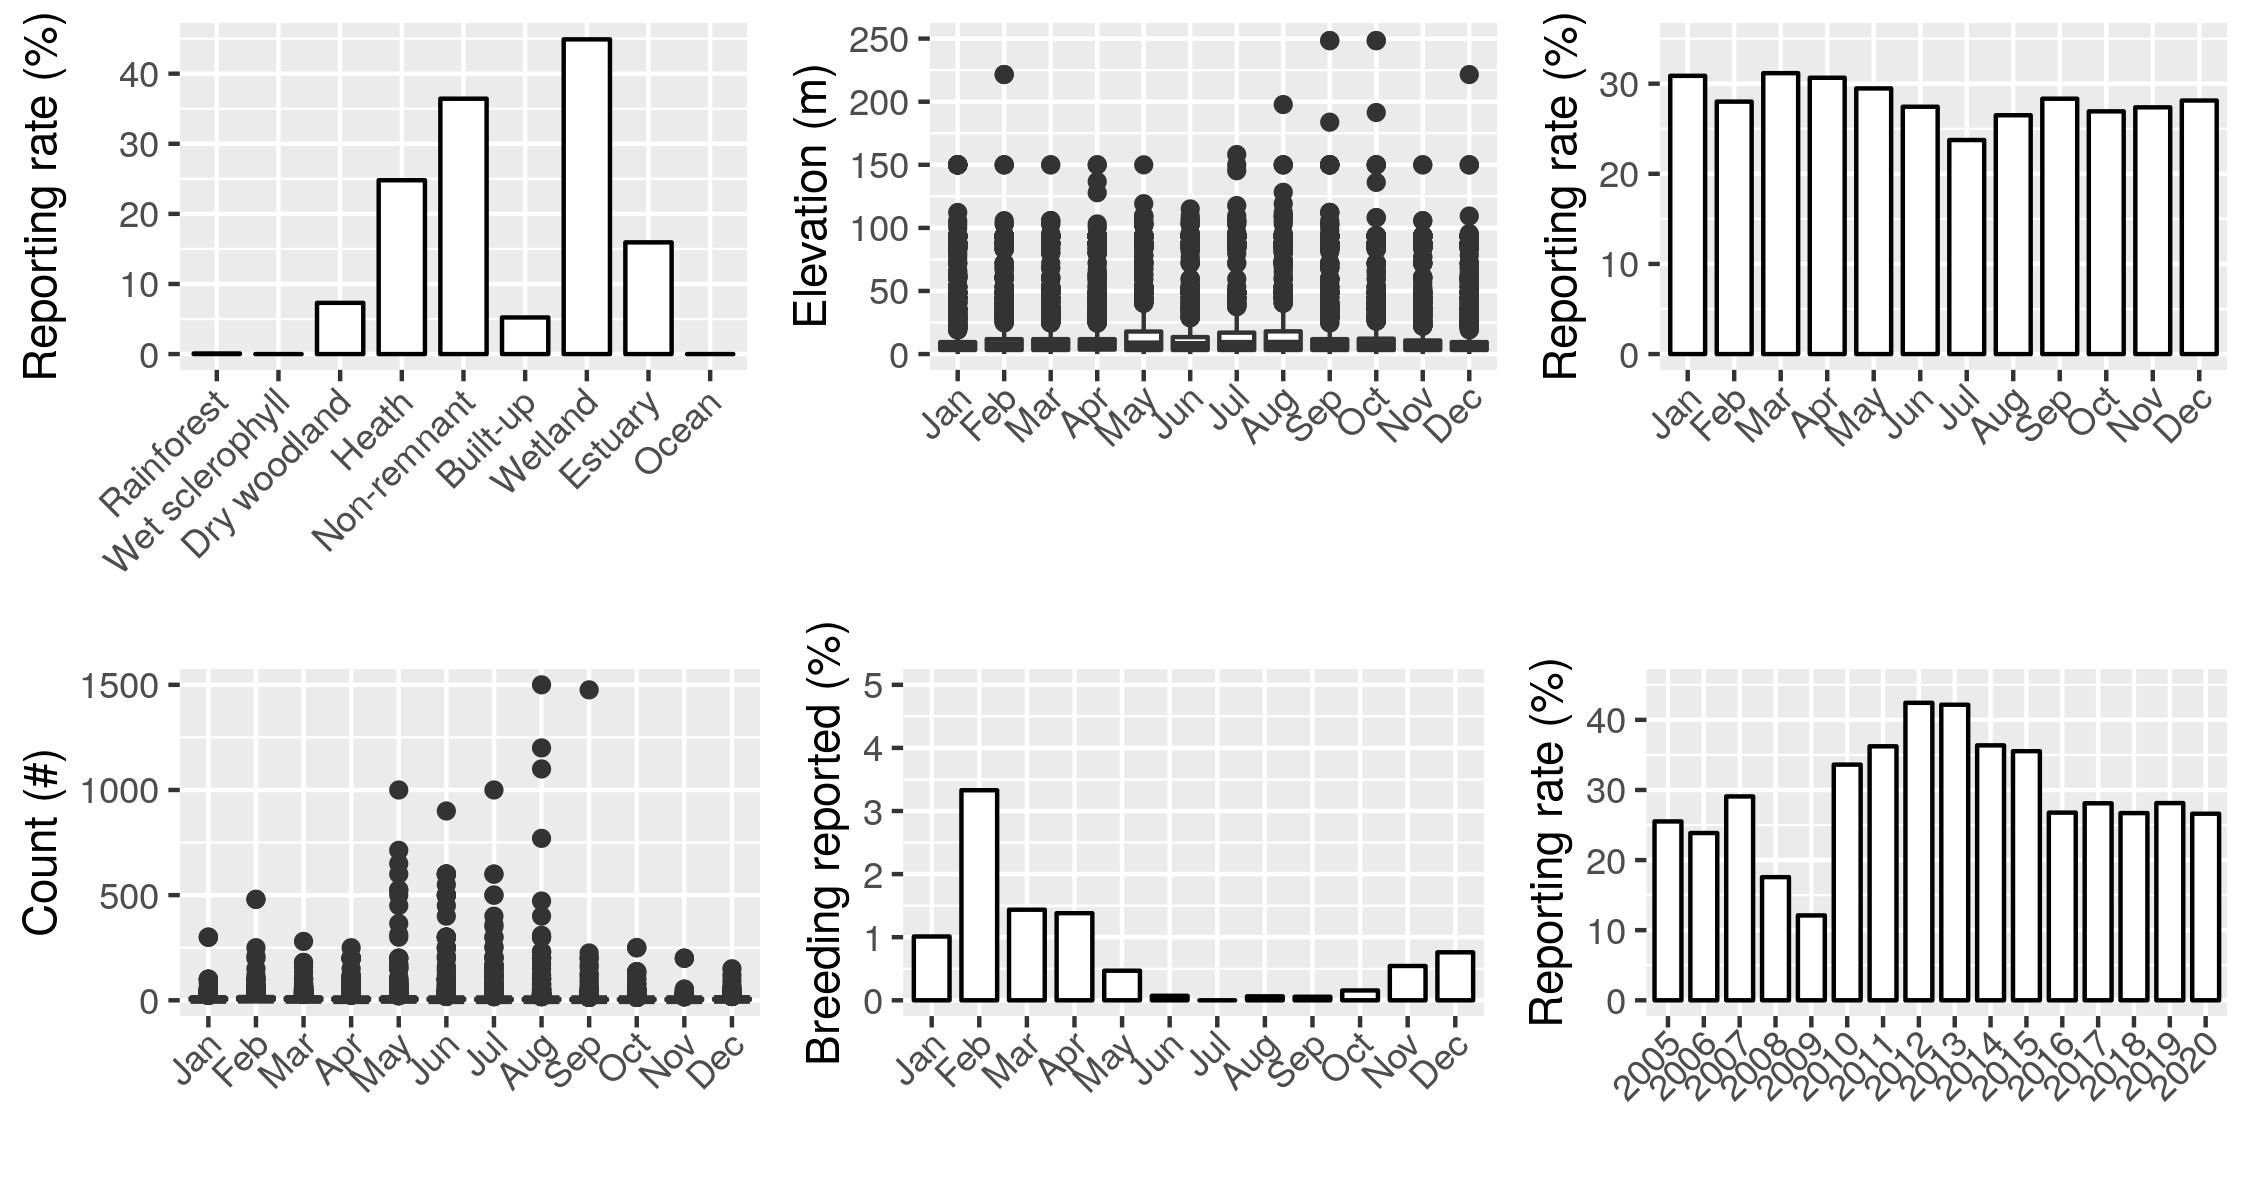 Reporting rate (%)
0
10
20
30
40
Rainforest
Wet sclerophyll
Dry woodland
Heath
Non-remnant
Built-up
Wetland
Estuary
Ocean
Elevation (m)
0
50
100
150
200
250
Jan
Feb
Mar
Apr
May
Jun
Jul
Aug
Sep
Oct
Nov
Dec
Reporting rate (%)
0
10
20
30
Jan
Feb
Mar
Apr
May
Jun
Jul
Aug
Sep
Oct
Nov
Dec
Count (#)
0
500
1000
1500
Jan
Feb
Mar
Apr
May
Jun
Jul
Aug
Sep
Oct
Nov
Dec
Breeding reported (%)
0
1
2
3
4
5
Jan
Feb
Mar
Apr
May
Jun
Jul
Aug
Sep
Oct
Nov
Dec
Reporting rate (%)
0
10
20
30
40
2005
2006
2007
2008
2009
2010
2011
2012
2013
2014
2015
2016
2017
2018
2019
2020